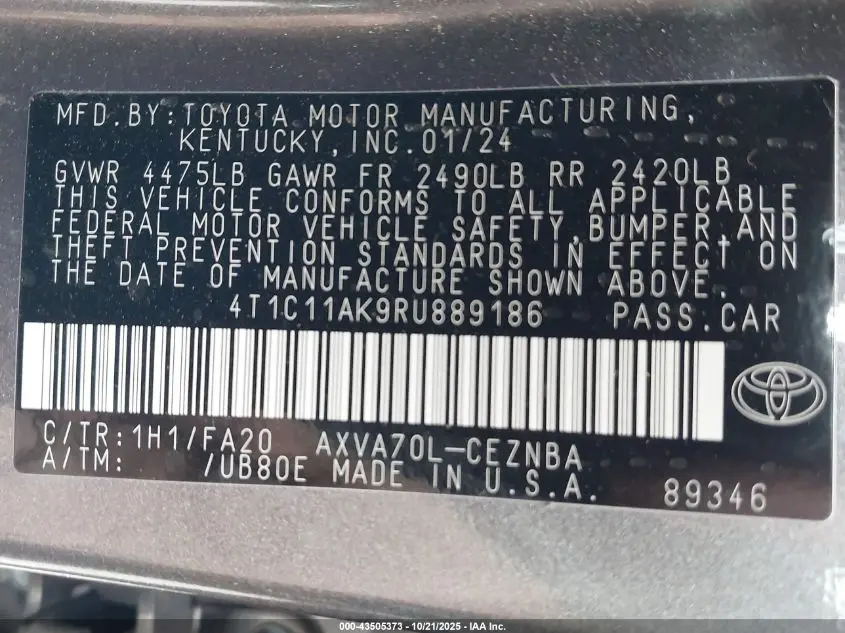 MFD.BY:TOYOTA MOTOR MANUFACTURING,
KENTUCKY,INC.01/24
GVWR 4475LB GAWR FR 2490LB RR 2420LB
THIS VEHICLE CONFORMS TO ALL APPLICABLE
FEDERAL MOTOR VEHICLE SAFETY,BUMPER,AND
THEFT PREVENTION STANDARDS IN EFFECT ON
THE DATE OF MANUFACTURE SHOWN ABOVE.
4T1C11AK9RU889186 PASS.CAR
C/TR:1H1/FA20 AXVA70L-CEZNBA
A/TM: /UB80E MADE IN U.S.A. 89346
000-43505373 - 10/21/2025 - IAA Inc.